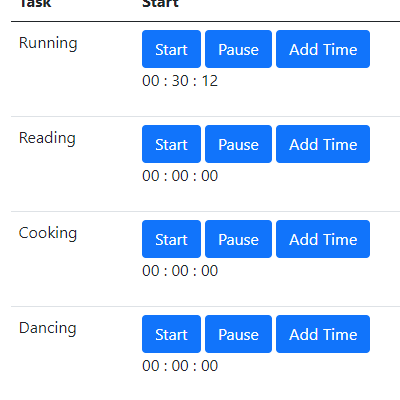 Task Start
Running Start Pause Add Time
00 : 30 : 12
Reading Start Pause Add Time
00 : 00 : 00
Cooking Start Pause Add Time
00 : 00 : 00
Dancing Start Pause Add Time
00 : 00 : 00